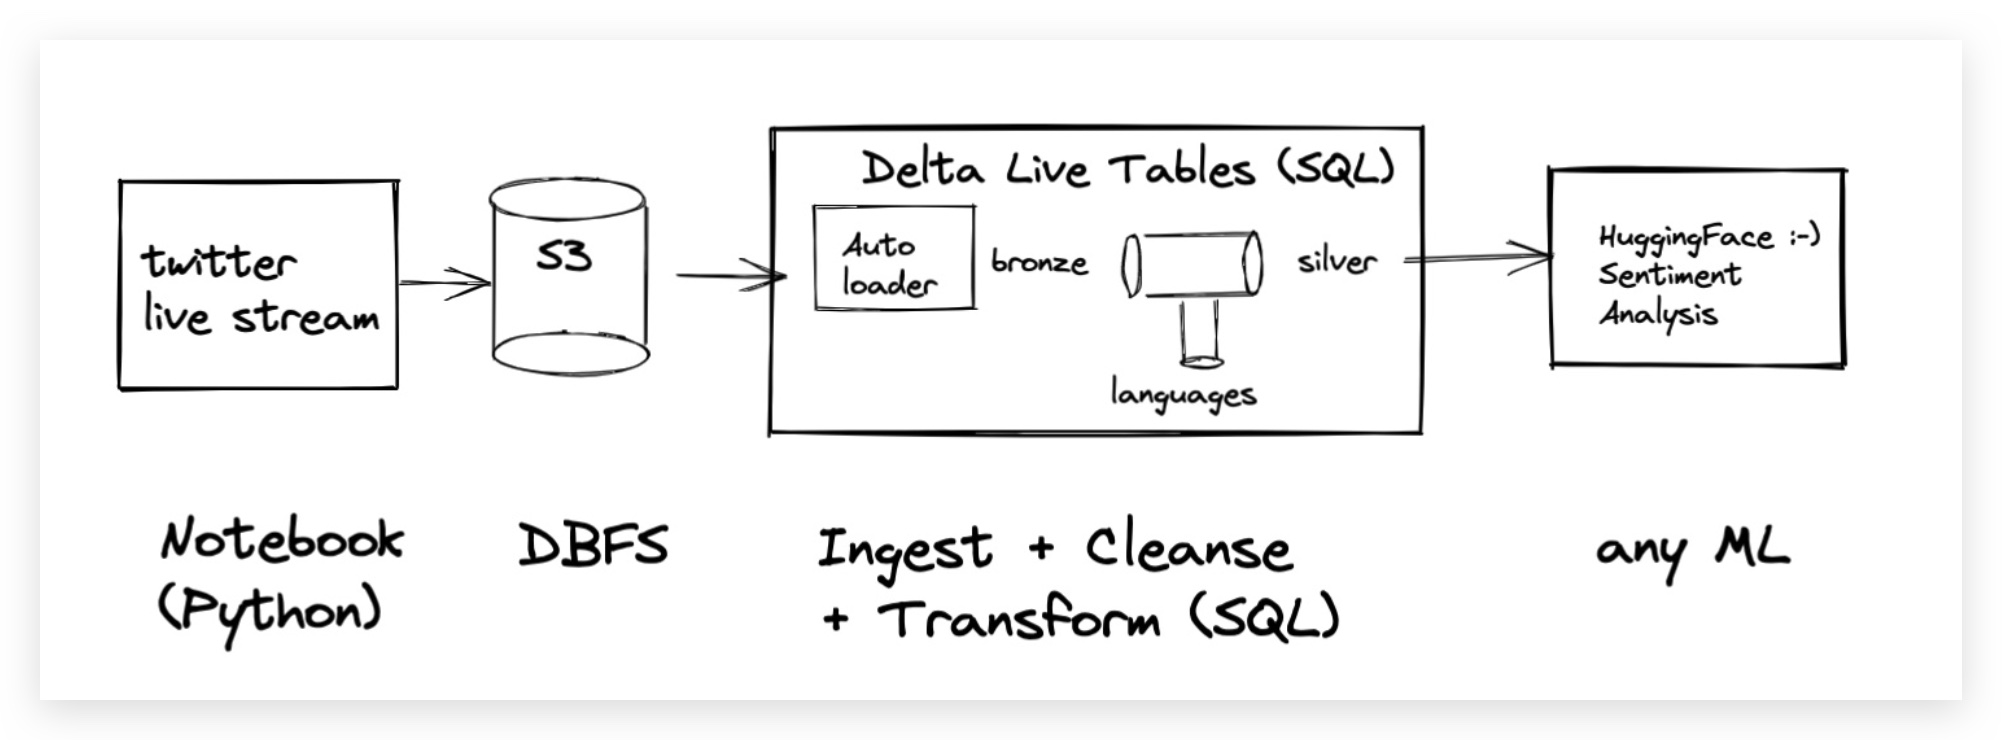 twitter
live stream
S3
Delta Live Tables (SQL)
Auto
loader
bronze
silver
languages
HuggingFace :-)
Sentiment
Analysis
Notebook
(Python)
DBFS
Ingest + Cleanse
+ Transform (SQL)
any ML